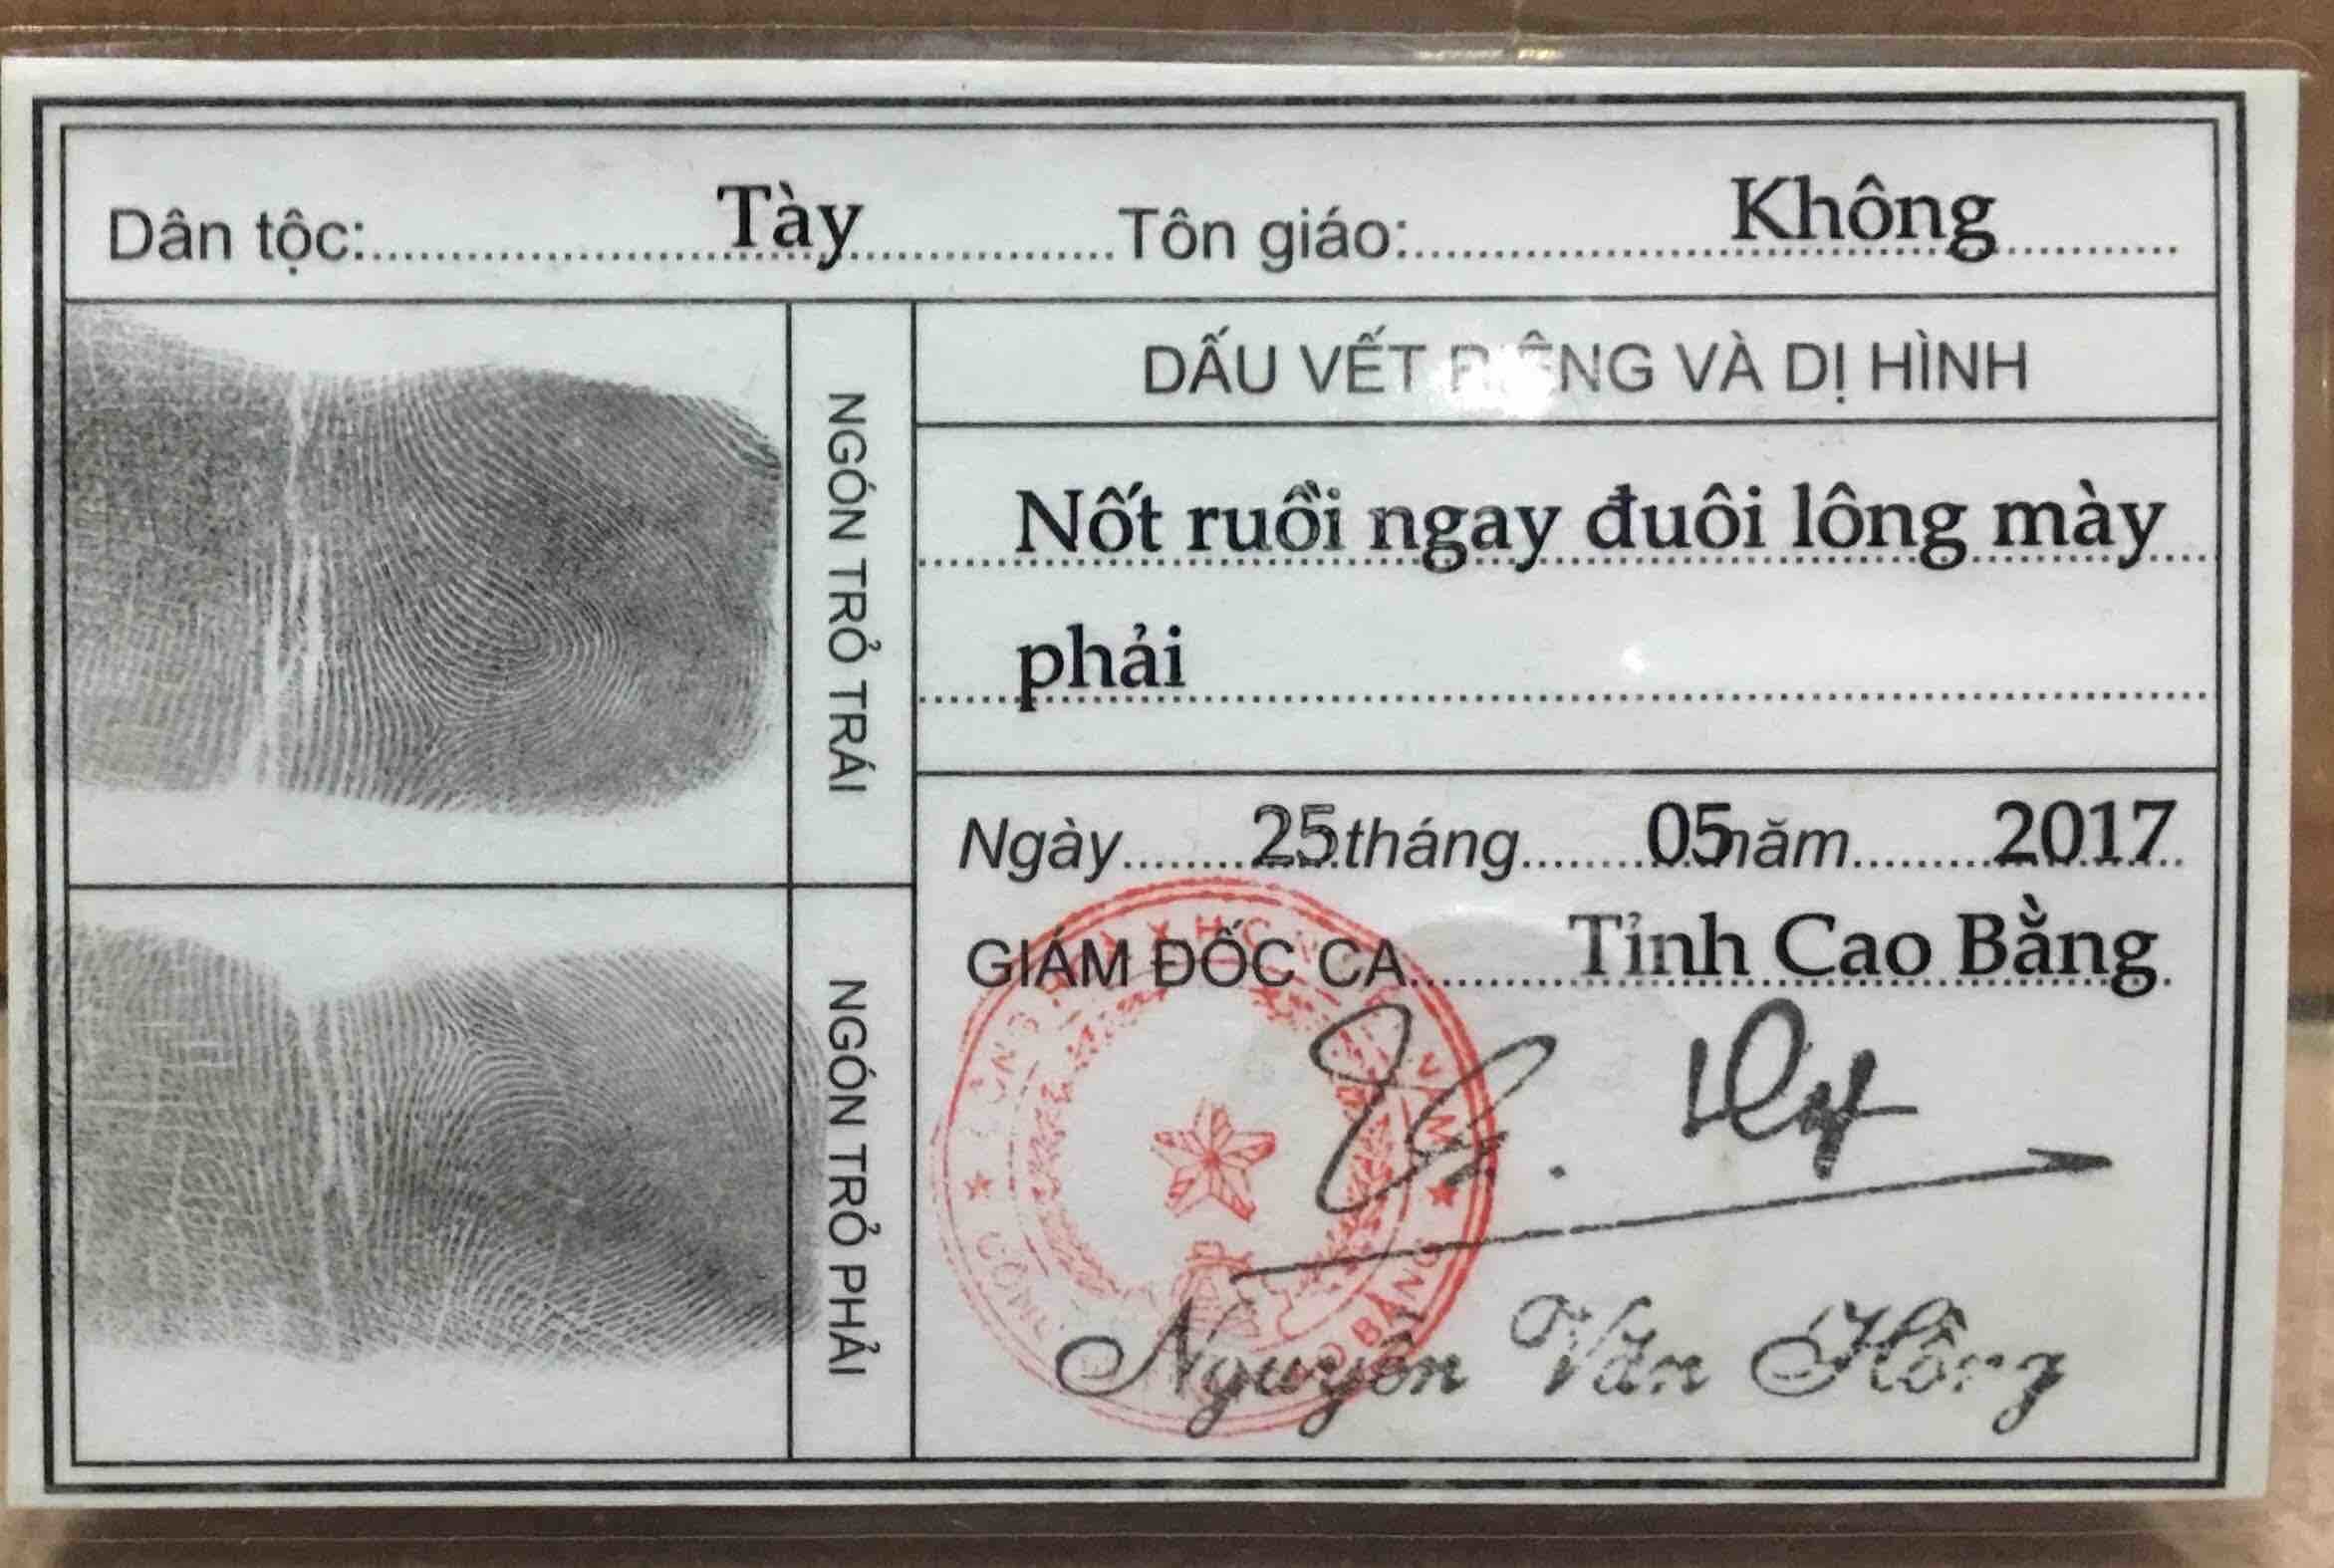 Dân tộc: Tày Tôn giáo: Không
NGÓN TRỎ TRÁI
DẤU VẾT RIÊNG VÀ DỊ HÌNH
Nốt ruồi ngay đuôi lông mày
phải
Ngày 25 tháng 05 năm 2017
GIÁM ĐỐC CA Tỉnh Cao Bằng
NGÓN TRỎ PHẢI
Nguyễn Văn Hồng